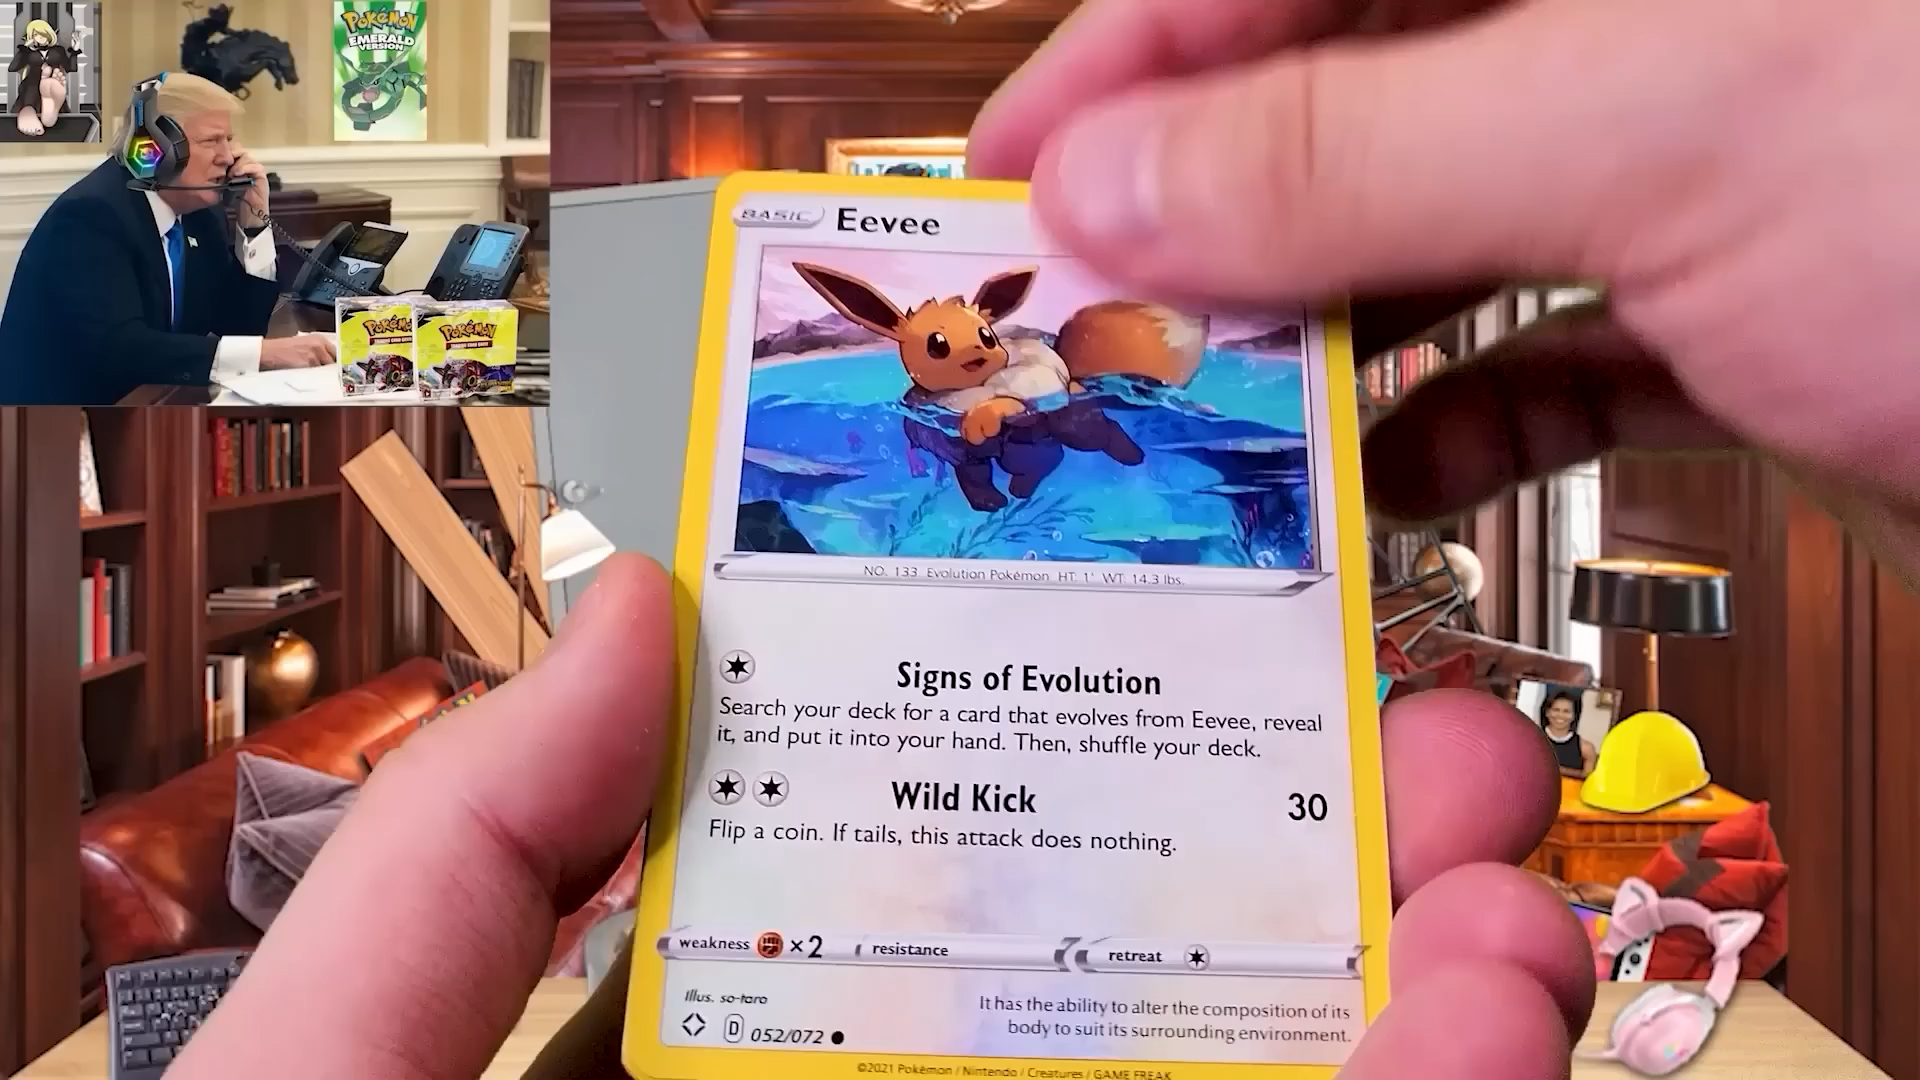 Pokémon
EMERALD
VERSION
Pokémon
TRADING CARD GAME
BASIC
Eevee
NO. 133 Evolution Pokémon HT: 1' WT: 14.3 lbs.
Signs of Evolution
Search your deck for a card that evolves from Eevee, reveal
it, and put it into your hand. Then, shuffle your deck.
Wild Kick 30
Flip a coin. If tails, this attack does nothing.
weakness ×2 resistance retreat
Illus. so-taro
It has the ability to alter the composition of its
body to suit its surrounding environment.
D 052/072
©2021 Pokémon / Nintendo / Creatures / GAME FREAK